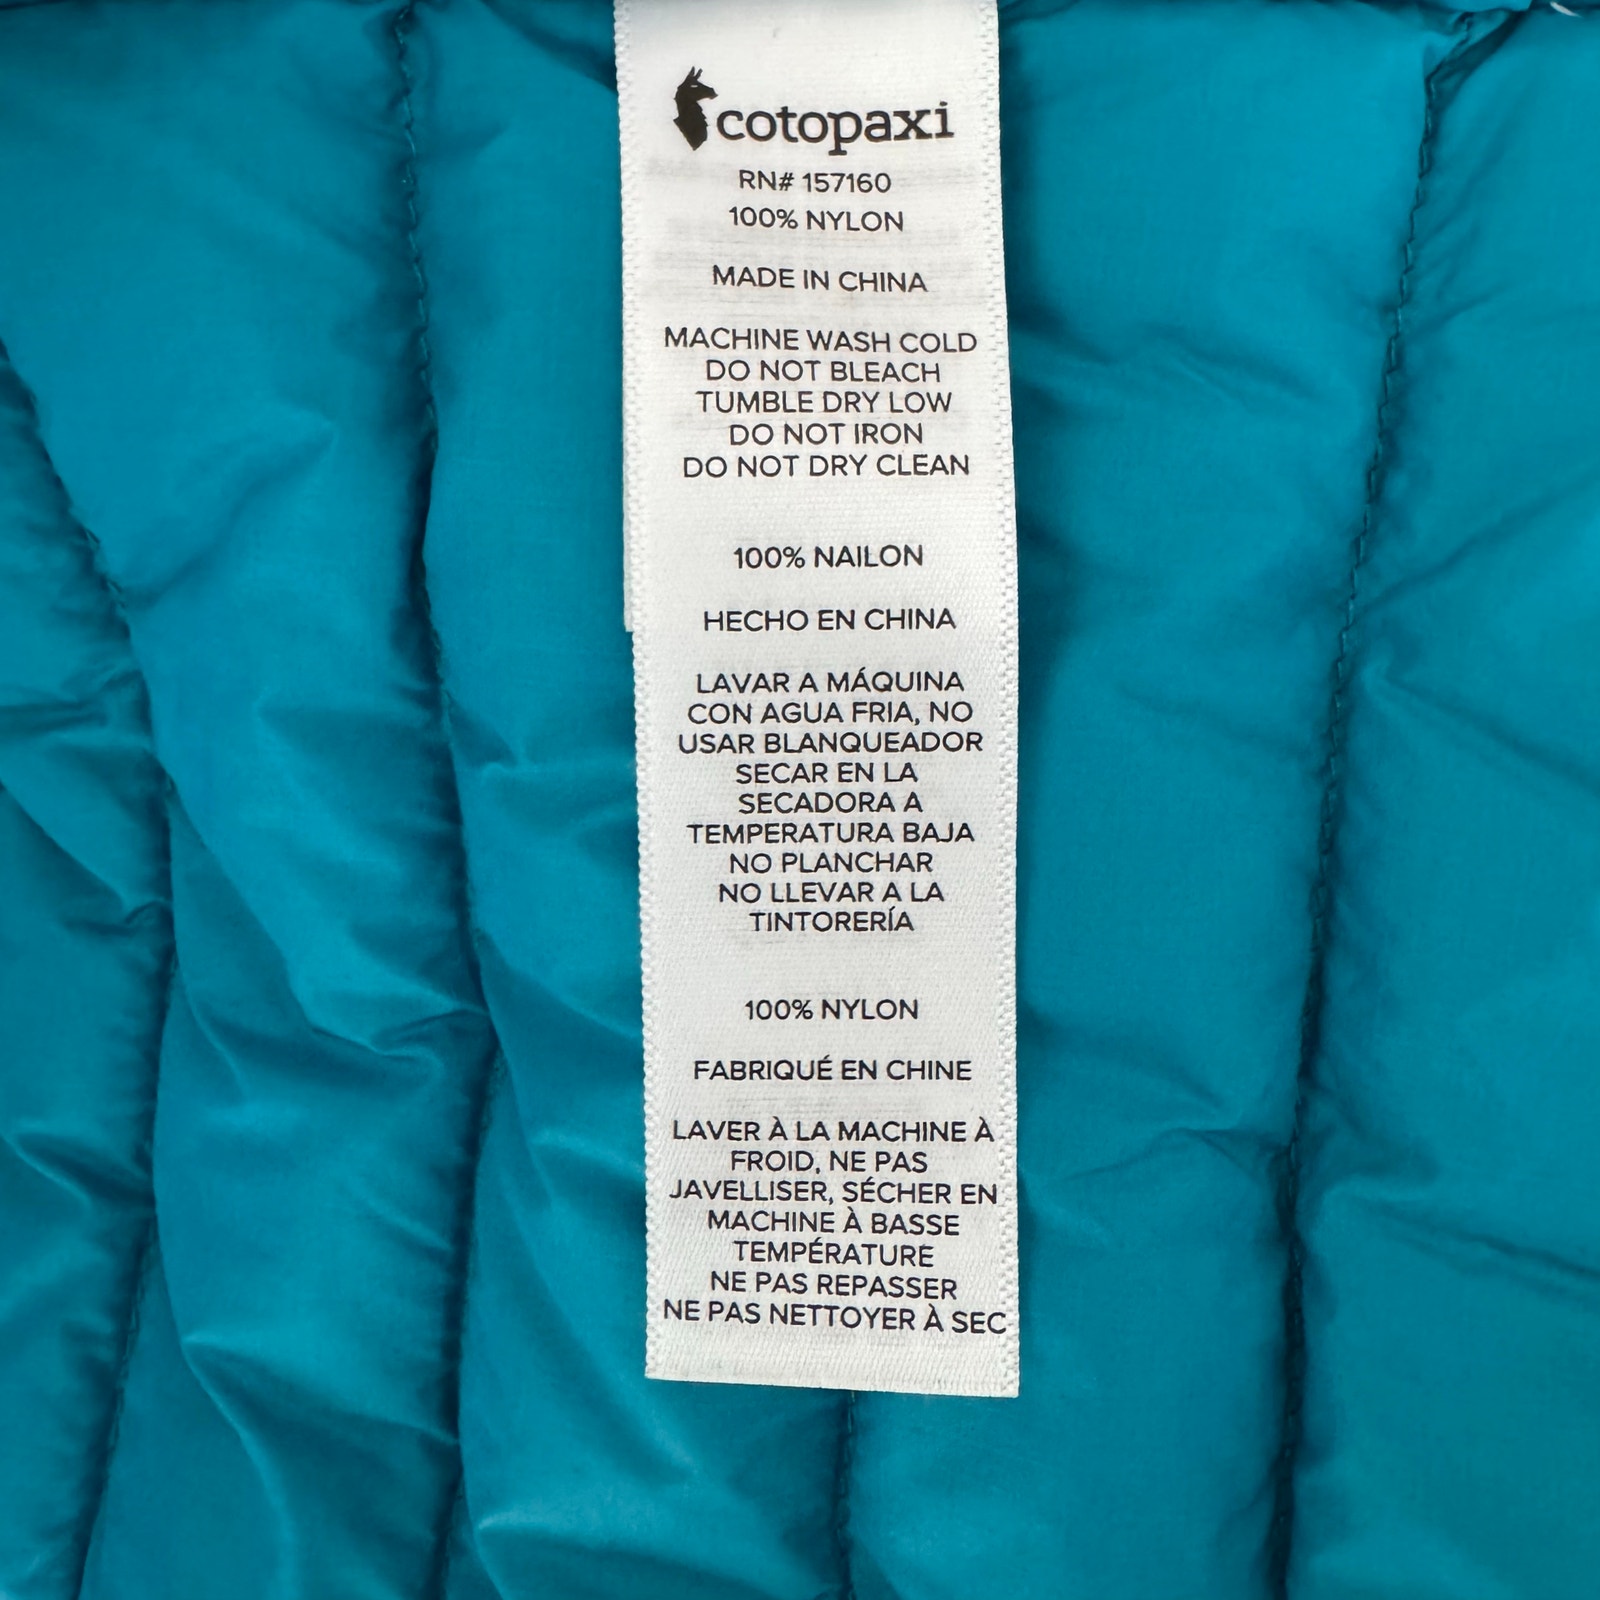 cotopaxi
RN# 157160
100% NYLON
MADE IN CHINA
MACHINE WASH COLD
DO NOT BLEACH
TUMBLE DRY LOW
DO NOT IRON
DO NOT DRY CLEAN
100% NAILON
HECHO EN CHINA
LAVAR A MÁQUINA
CON AGUA FRIA, NO
USAR BLANQUEADOR
SECAR EN LA
SECADORA A
TEMPERATURA BAJA
NO PLANCHAR
NO LLEVAR A LA
TINTORERÍA
100% NYLON
FABRIQUÉ EN CHINE
LAVER À LA MACHINE À
FROID, NE PAS
JAVELLISER, SÉCHER EN
MACHINE À BASSE
TEMPÉRATURE
NE PAS REPASSER
NE PAS NETTOYER À SEC